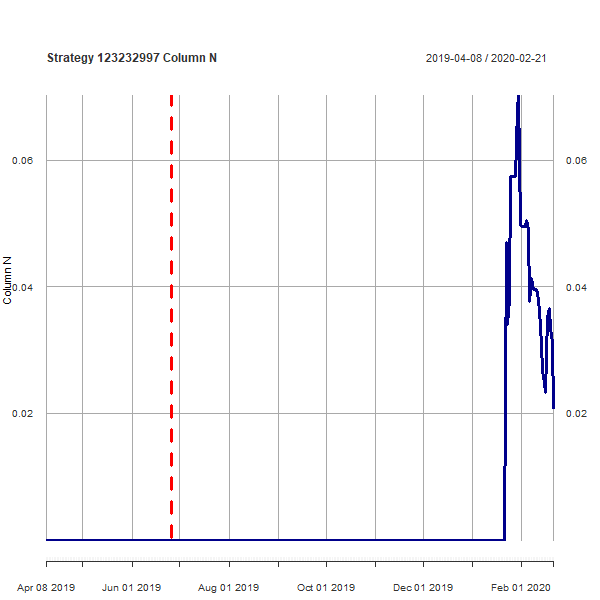 Strategy 123232997 Column N 2019-04-08 / 2020-02-21
0.06 0.06
Column N
0.04 0.04
0.02 0.02
Apr 08 2019 Jun 01 2019 Aug 01 2019 Oct 01 2019 Dec 01 2019 Feb 01 2020